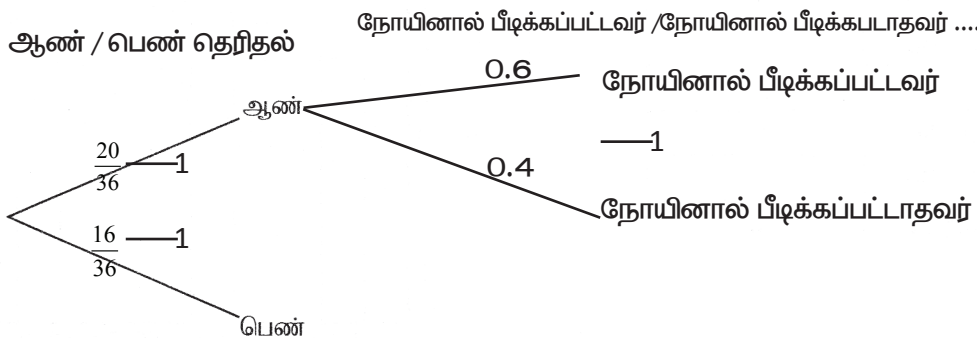 ஆண் / பெண் தெரிதல்
நோயினால் பீடிக்கப்பட்டவர் /நோயினால் பீடிக்கபடாதவர் ....
ஆண்
0.6
நோயினால் பீடிக்கப்பட்டவர்
1
20/36
1
0.4
நோயினால் பீடிக்கப்பட்டாதவர்
16/36
1
பெண்